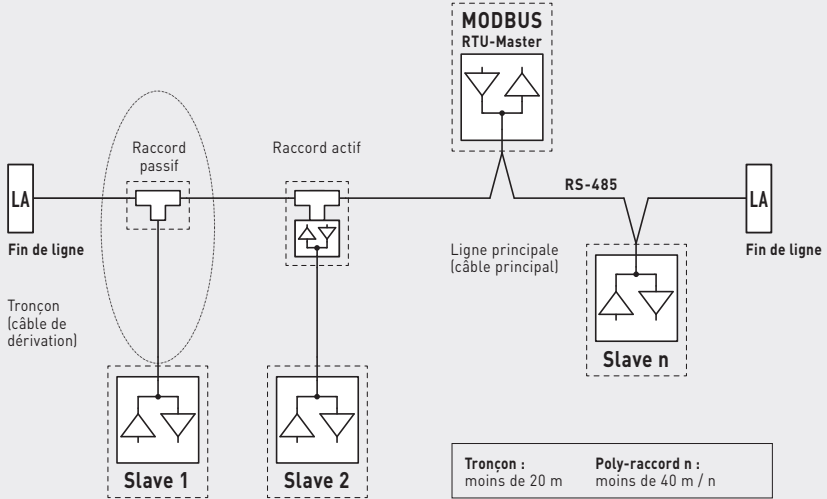 MODBUS
RTU-Master
Raccord
passif
Raccord actif
LA
RS-485
LA
Fin de ligne
Ligne principale
(câble principal)
Fin de ligne
Tronçon
(câble de
dérivation)
Slave n
Slave 1
Slave 2
Tronçon :
moins de 20 m
Poly-raccord n :
moins de 40 m / n